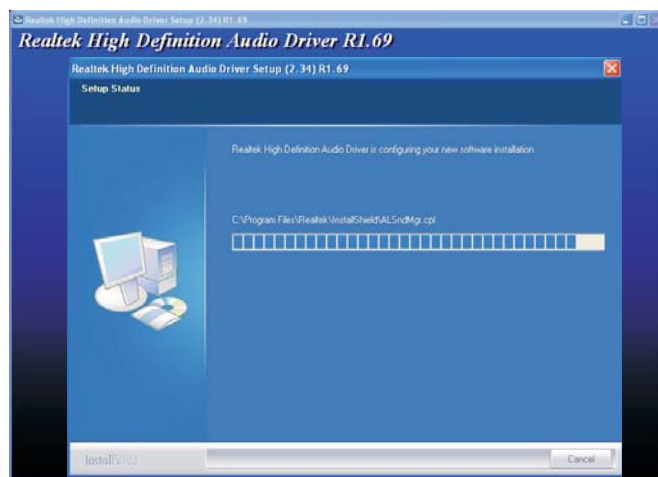 Realtek High Definition Audio Driver Setup (2.34) R1.69
Realtek High Definition Audio Driver R1.69
Realtek High Definition Audio Driver Setup (2.34) R1.69
Setup Status
Realtek High Definition Audio Driver is configuring your new software installation.
C:\Program Files\Realtek\InstallShield\ALSndMgr.cpl
InstallShield
Cancel